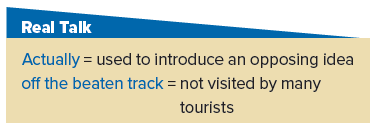 Real Talk
Actually = used to introduce an opposing idea
off the beaten track = not visited by many
tourists